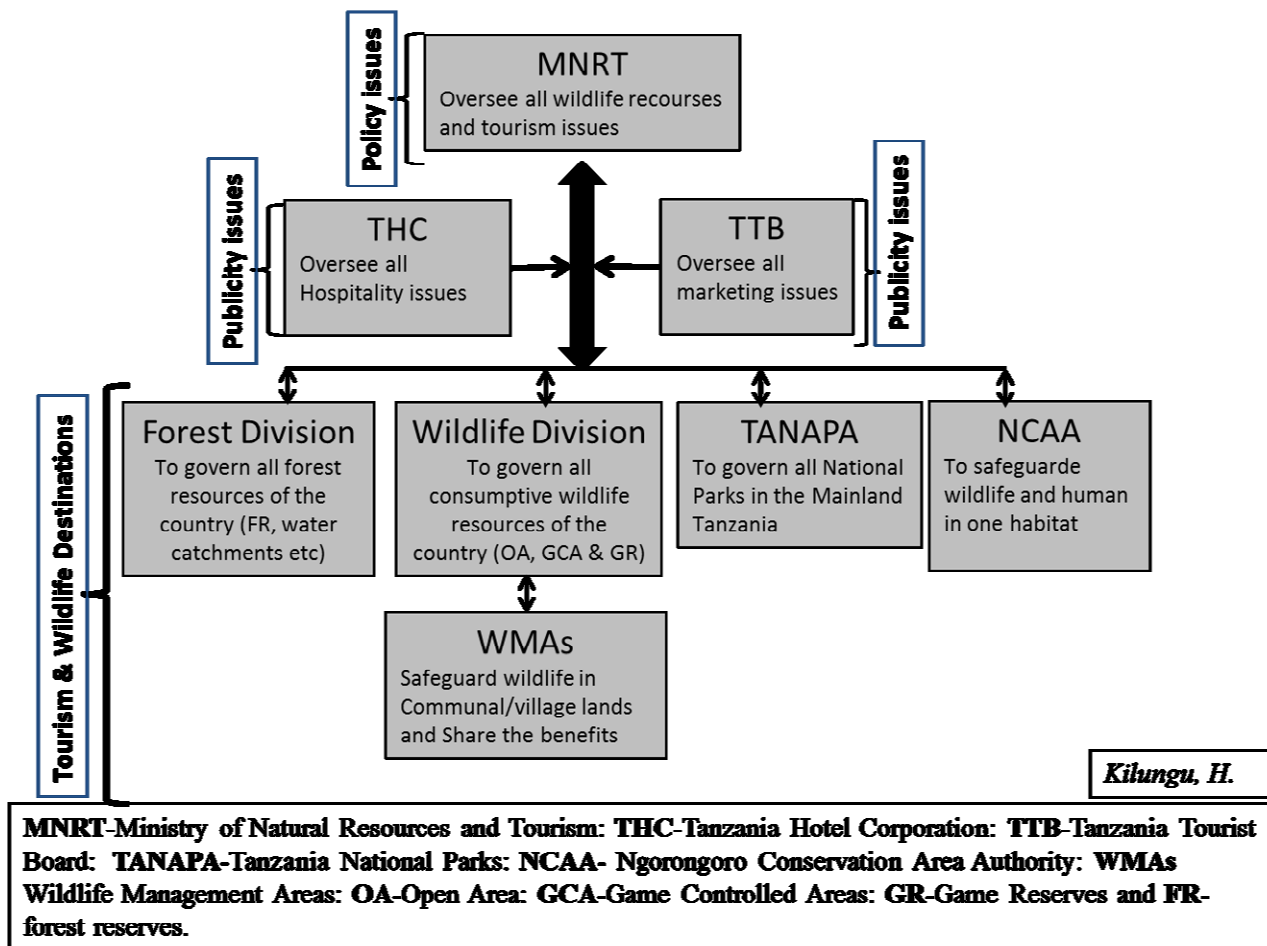 Policy issues
MNRT
Oversee all wildlife recourses
and tourism issues
Publicity issues
THC
Oversee all
Hospitality issues
TTB
Oversee all
marketing issues
Publicity issues
Tourism & Wildlife Destinations
Forest Division
To govern all forest
resources of the
country (FR, water
catchments etc)
Wildlife Division
To govern all
consumptive wildlife
resources of the
country (OA, GCA & GR)
TANAPA
To govern all National
Parks in the Mainland
Tanzania
NCAA
To safeguarde
wildlife and human
in one habitat
WMAs
Safeguard wildlife in
Communal/village lands
and Share the benefits
Kilungu, H.
MNRT-Ministry of Natural Resources and Tourism: THC-Tanzania Hotel Corporation: TTB-Tanzania Tourist
Board: TANAPA-Tanzania National Parks: NCAA- Ngorongoro Conservation Area Authority: WMAs
Wildlife Management Areas: OA-Open Area: GCA-Game Controlled Areas: GR-Game Reserves and FR-
forest reserves.